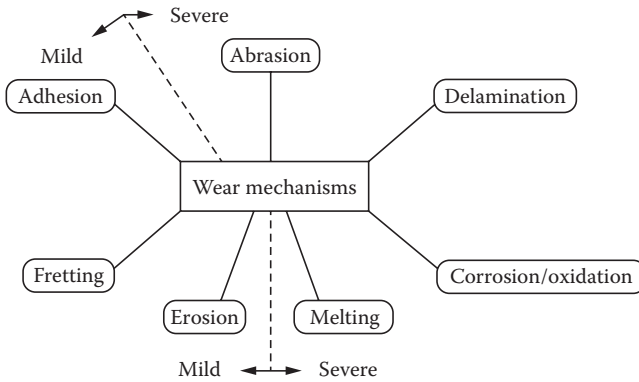 Severe
Mild
Abrasion
Adhesion
Delamination
Wear mechanisms
Fretting
Corrosion/oxidation
Erosion
Melting
Mild
Severe